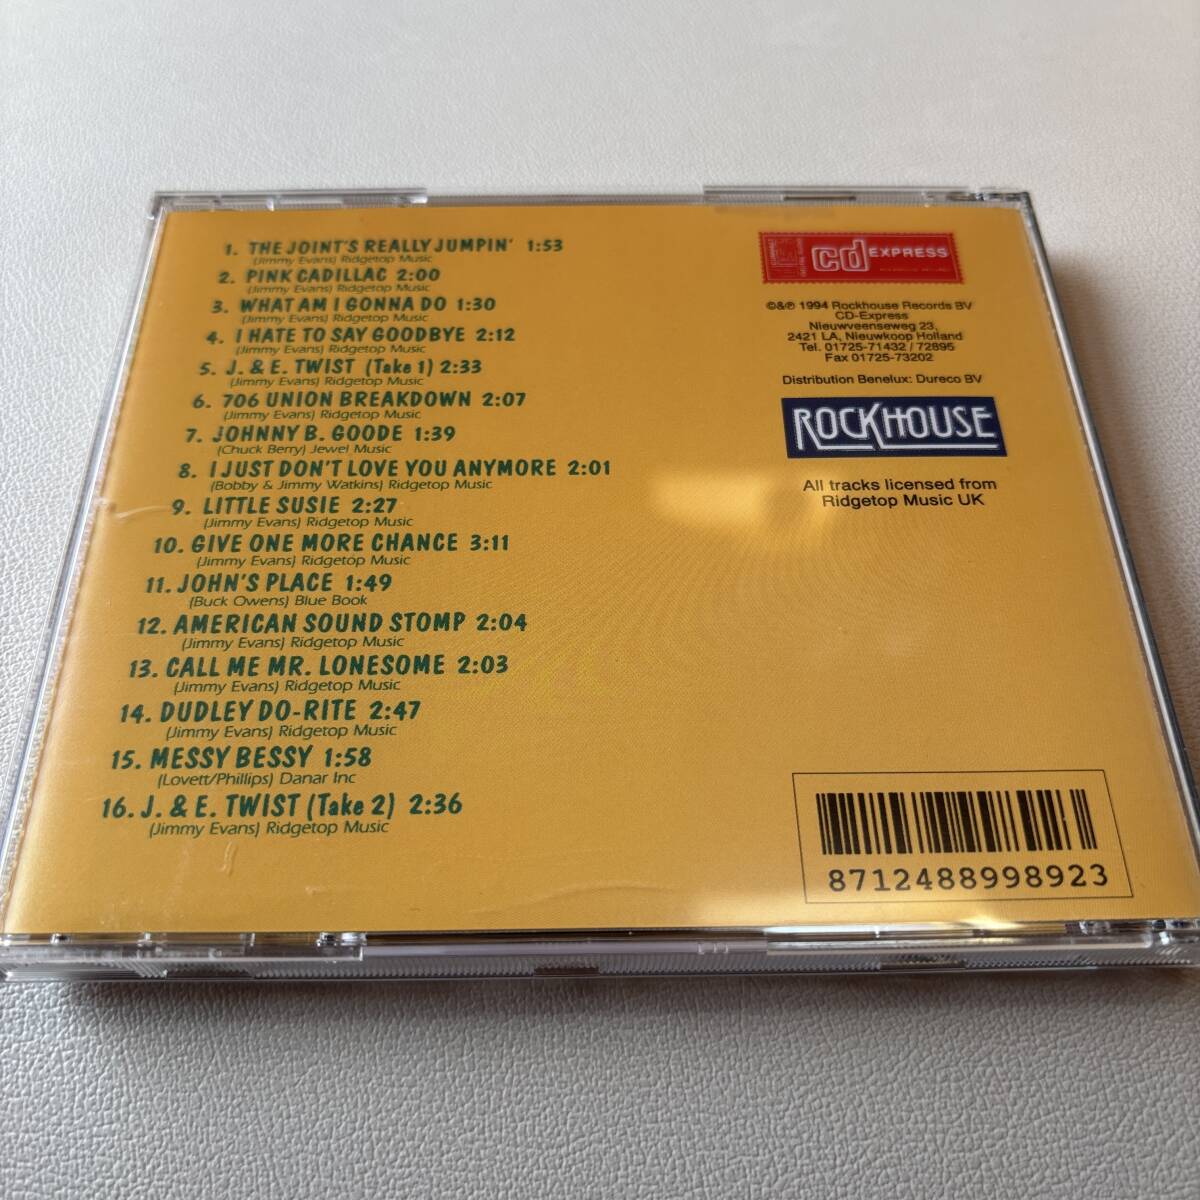 1. THE JOINT'S REALLY JUMPIN' 1:53
(Jimmy Evans) Ridgetop Music
2. PINK CADILLAC 2:00
(Jimmy Evans) Ridgetop Music
3. WHAT AM I GONNA DO 1:30
(Jimmy Evans) Ridgetop Music
4. I HATE TO SAY GOODBYE 2:12
(Jimmy Evans) Ridgetop Music
5. J. & E. TWIST (Take 1) 2:33
(Jimmy Evans) Ridgetop Music
6. 706 UNION BREAKDOWN 2:07
(Jimmy Evans) Ridgetop Music
7. JOHNNY B. GOODE 1:39
(Chuck Berry) Jewel Music
8. I JUST DON'T LOVE YOU ANYMORE 2:01
(Bobby & Jimmy Watkins) Ridgetop Music
9. LITTLE SUSIE 2:27
(Jimmy Evans) Ridgetop Music
10. GIVE ONE MORE CHANCE 3:11
(Jimmy Evans) Ridgetop Music
11. JOHN'S PLACE 1:49
(Buck Owens) Blue Book
12. AMERICAN SOUND STOMP 2:04
(Jimmy Evans) Ridgetop Music
13. CALL ME MR. LONESOME 2:03
(Jimmy Evans) Ridgetop Music
14. DUDLEY DO-RITE 2:47
(Jimmy Evans) Ridgetop Music
15. MESSY BESSY 1:58
(Lovett/Phillips) Danar Inc
16. J. & E. TWIST (Take 2) 2:36
(Jimmy Evans) Ridgetop Music
cd EXPRESS
©&℗ 1994 Rockhouse Records BV
CD-Express
Nieuwveenseweg 23,
2421 LA, Nieuwkoop Holland
Tel. 01725-71432 / 72895
Fax 01725-73202
Distribution Benelux: Dureco BV
ROCKHOUSE
All tracks licensed from
Ridgetop Music UK
8712488998923